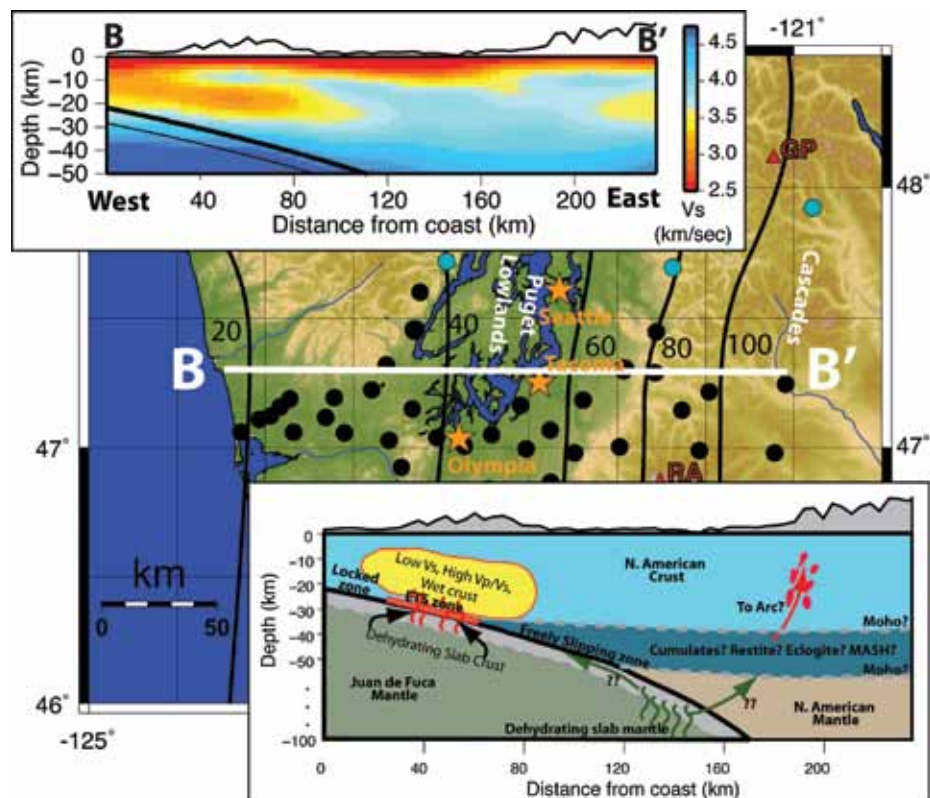 B
B'
Depth (km)
0
-10
-20
-30
-40
-50
West
40
80
120
160
200
East
Distance from coast (km)
4.5
4.0
3.5
3.0
2.5
Vs
(km/sec)
-121°
48°
GP
Cascades
Puget
Lowlands
Seattle
20
40
60
80
100
B
B'
Tacoma
Olympia
RA
47°
46°
-125°
km
0
50
Depth (km)
0
-10
-20
-30
-40
-50
-100
Low Vs, High Vp/Vs,
Wet crust
Locked
zone
ETS zone
N. American
Crust
To Arc?
Moho?
Dehydrating Slab Crust
Freely Slipping zone
Cumulates? Restite? Eclogite? MASH?
Moho?
Juan de Fuca
Mantle
??
??
N. American
Mantle
Dehydrating slab mantle
0
40
80
120
160
200
Distance from coast (km)